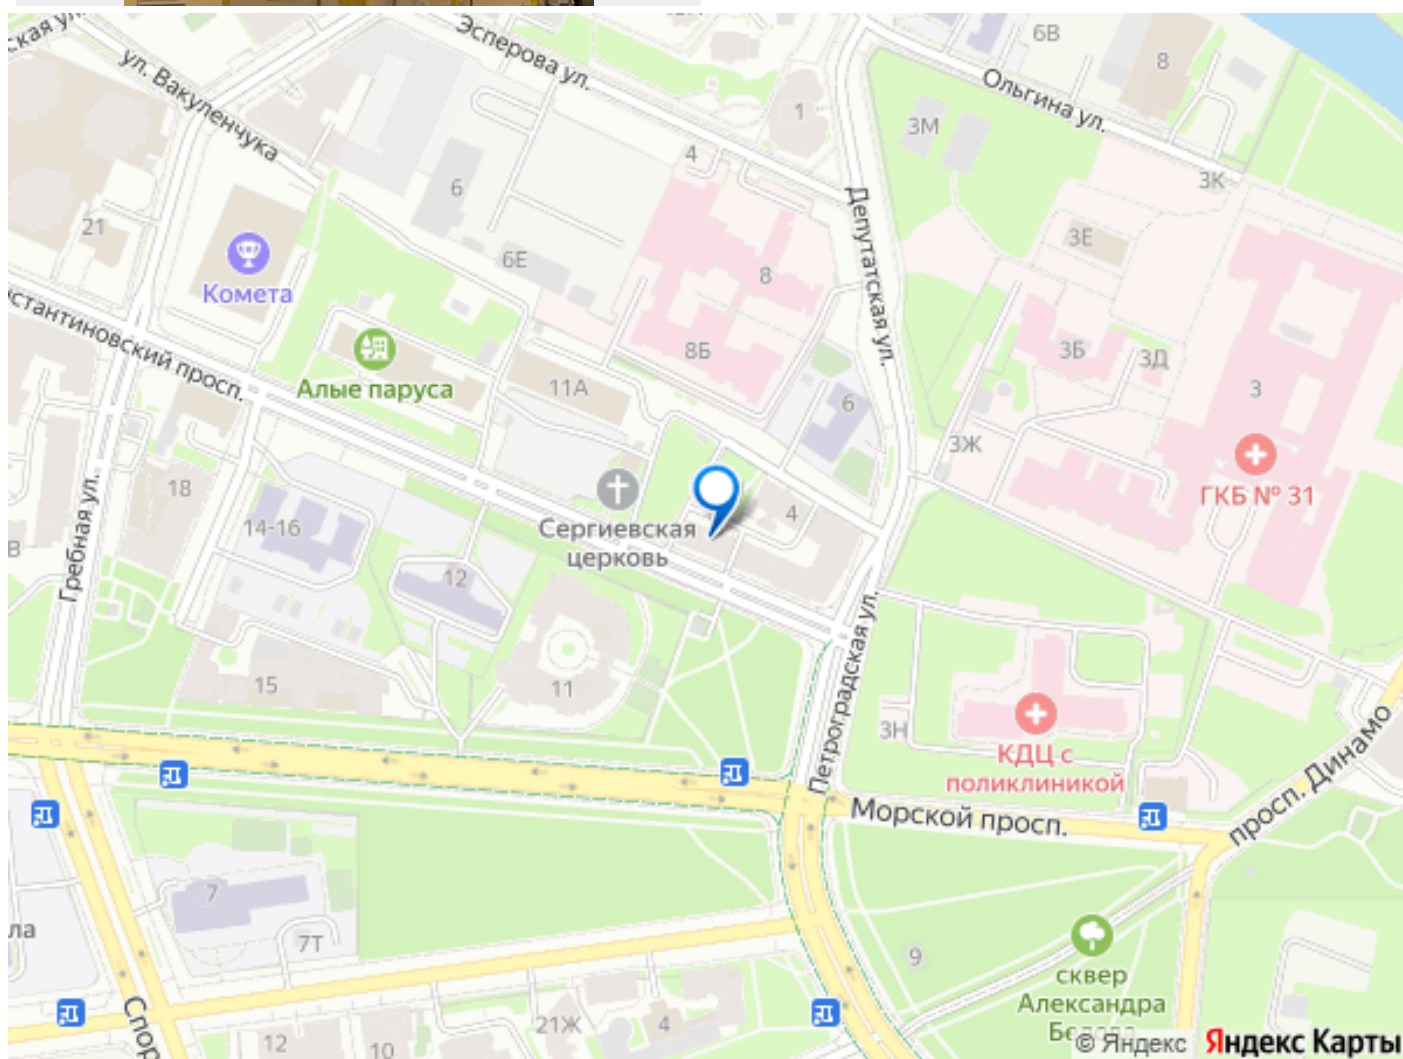 Эсперова ул.
6В
8
Ольгина ул.
ул. Вакуленчука
1
3М
4
3К
6
Депутатская ул.
21
3Е
6Е
8
Комета
8Б
3Б
3Д
3
Алые паруса
11А
6
3Ж
ГКБ № 31
18
14-16
Сергиевская
церковь
4
12
Гребная ул.
15
11
Петроградская ул.
3Н
КДЦ с
поликлиникой
Морской просп.
просп. Динамо
7
7Т
9
сквер
Александра
21Ж
4
12
10
© Яндекс
Яндекс Карты